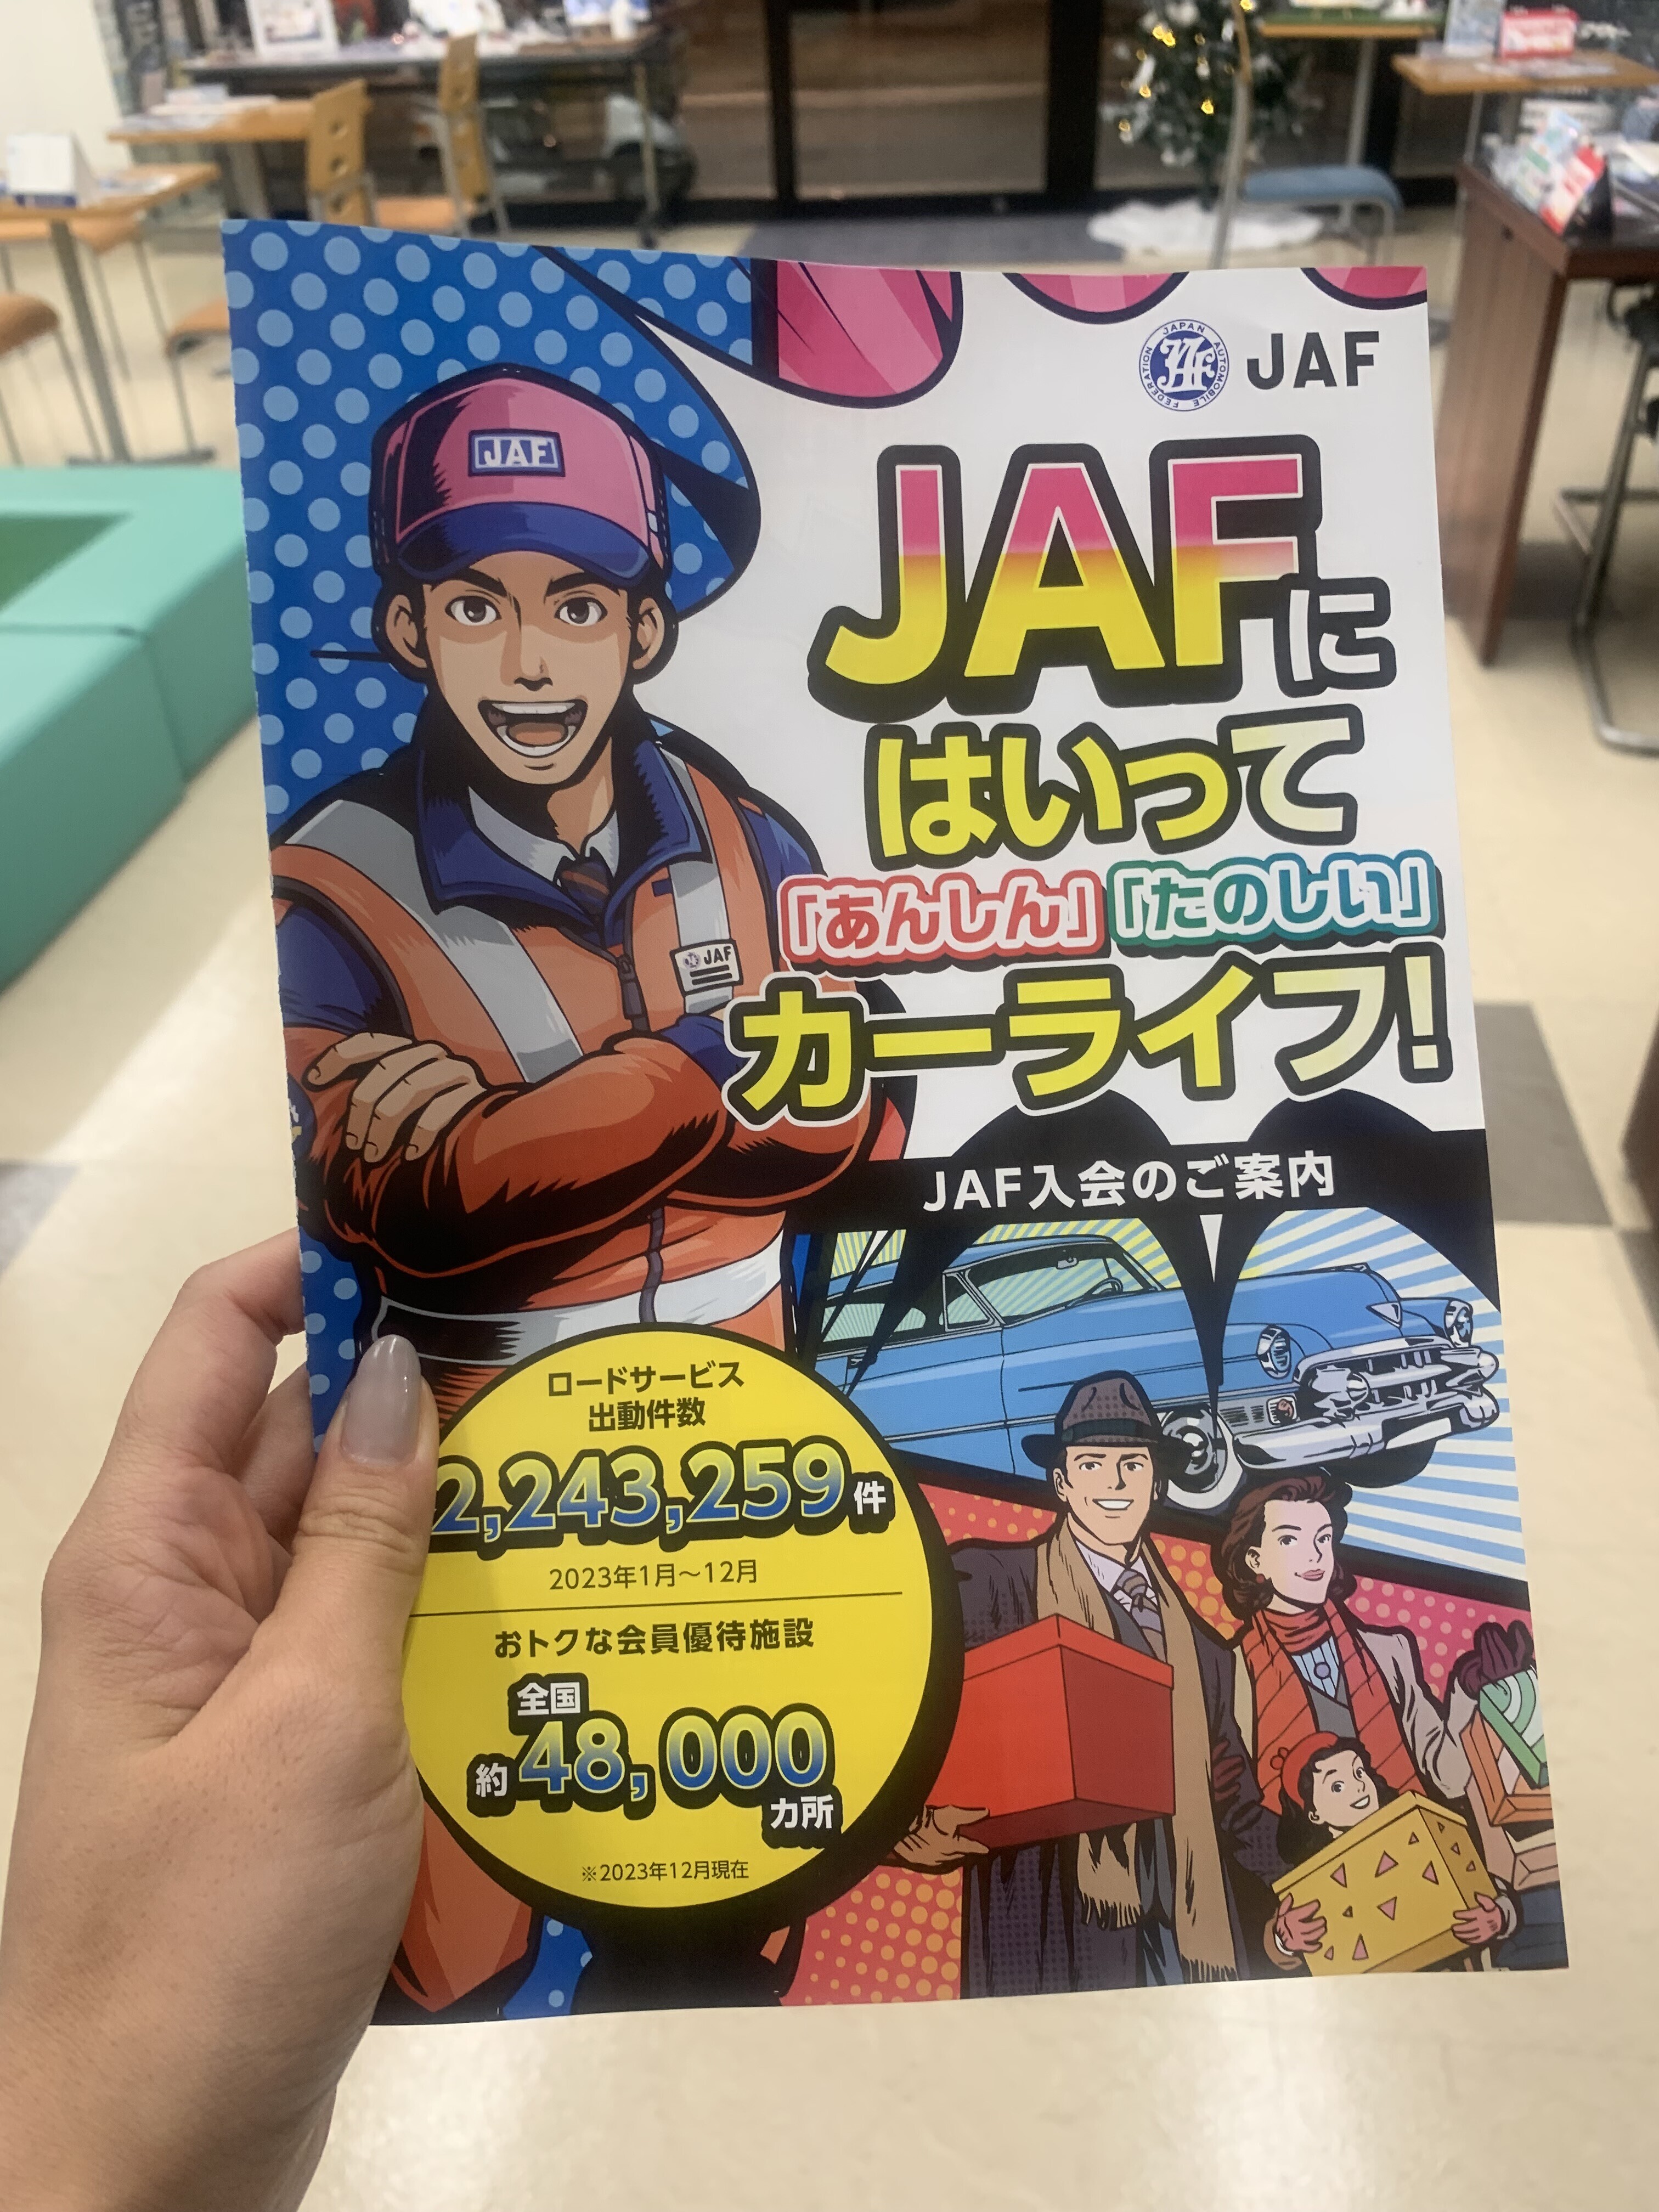 JAPAN AUTOMOBILE FEDERATION
JAF
JAF
JAFに
はいって
「あんしん」「たのしい」
カーライフ!
JAF
JAF入会のご案内
ロードサービス
出動件数
2,243,259件
2023年1月～12月
おトクな会員優待施設
全国
約48,000
カ所
※2023年12月現在